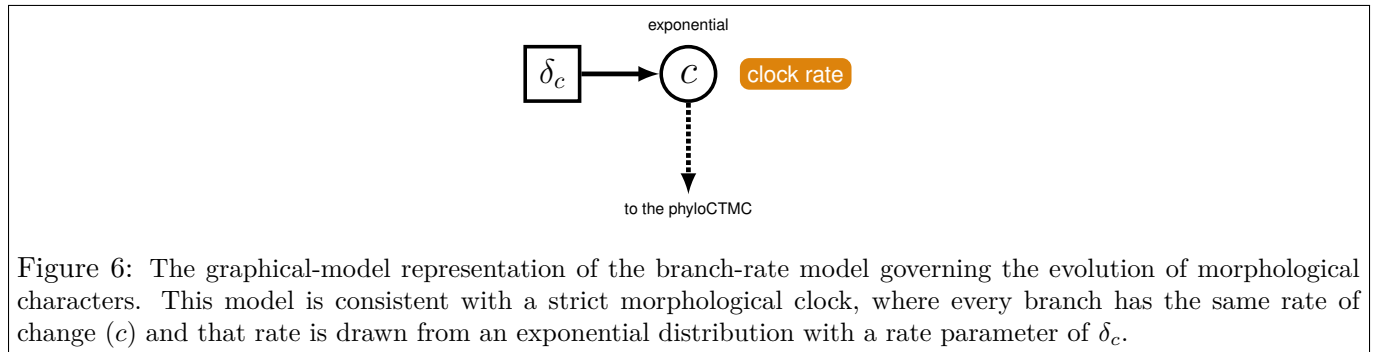 exponential
δc
c
clock rate
to the phyloCTMC
Figure 6: The graphical-model representation of the branch-rate model governing the evolution of morphological
characters. This model is consistent with a strict morphological clock, where every branch has the same rate of
change (c) and that rate is drawn from an exponential distribution with a rate parameter of δc.